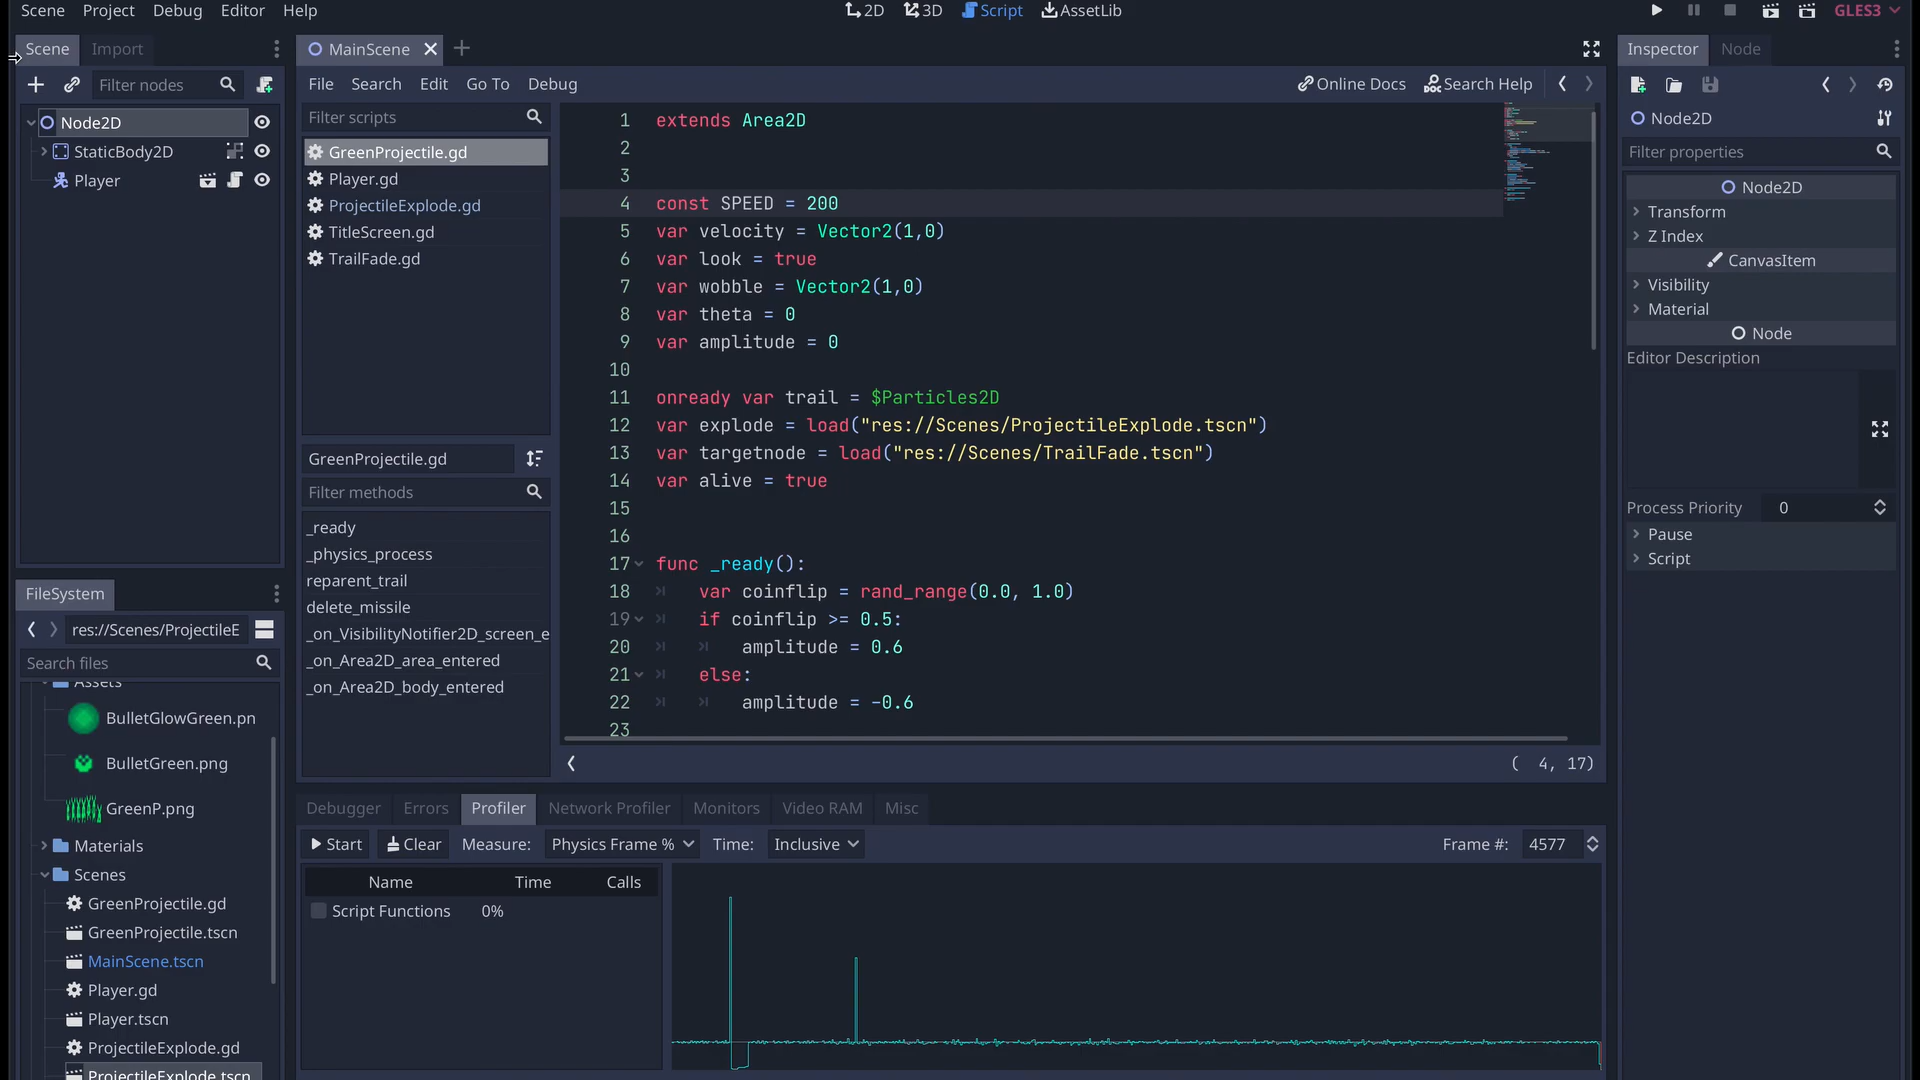 Scene Project Debug Editor Help
2D 3D Script AssetLib
GLES3
Scene Import
Filter nodes
Node2D
StaticBody2D
Player
FileSystem
res://Scenes/ProjectileE
Search files
Assets
BulletGlowGreen.pn
BulletGreen.png
GreenP.png
Materials
Scenes
GreenProjectile.gd
GreenProjectile.tscn
MainScene.tscn
Player.gd
Player.tscn
ProjectileExplode.gd
ProjectileExplode.tscn
MainScene
File Search Edit Go To Debug
Online Docs Search Help
Filter scripts
GreenProjectile.gd
Player.gd
ProjectileExplode.gd
TitleScreen.gd
TrailFade.gd
GreenProjectile.gd
Filter methods
_ready
_physics_process
reparent_trail
delete_missile
_on_VisibilityNotifier2D_screen_e
_on_Area2D_area_entered
_on_Area2D_body_entered
1 extends Area2D
2
3
4 const SPEED = 200
5 var velocity = Vector2(1,0)
6 var look = true
7 var wobble = Vector2(1,0)
8 var theta = 0
9 var amplitude = 0
10
11 onready var trail = $Particles2D
12 var explode = load("res://Scenes/ProjectileExplode.tscn")
13 var targetnode = load("res://Scenes/TrailFade.tscn")
14 var alive = true
15
16
17 func _ready():
18 var coinflip = rand_range(0.0, 1.0)
19 if coinflip >= 0.5:
20 amplitude = 0.6
21 else:
22 amplitude = -0.6
23
( 4, 17)
Debugger Errors Profiler Network Profiler Monitors Video RAM Misc
Start Clear Measure: Physics Frame % Time: Inclusive Frame #: 4577
Name Time Calls
Script Functions 0%
Inspector Node
Node2D
Filter properties
Node2D
Transform
Z Index
CanvasItem
Visibility
Material
Node
Editor Description
Process Priority 0
Pause
Script